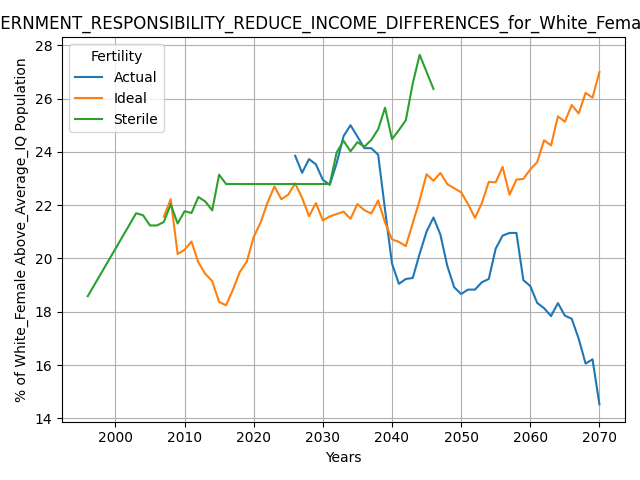 ERNMENT_RESPONSIBILITY_REDUCE_INCOME_DIFFERENCES_for_White_Fema
% of White_Female Above_Average_IQ Population
28
26
24
22
20
18
16
14
Fertility
Actual
Ideal
Sterile
2000 2010 2020 2030 2040 2050 2060 2070
Years